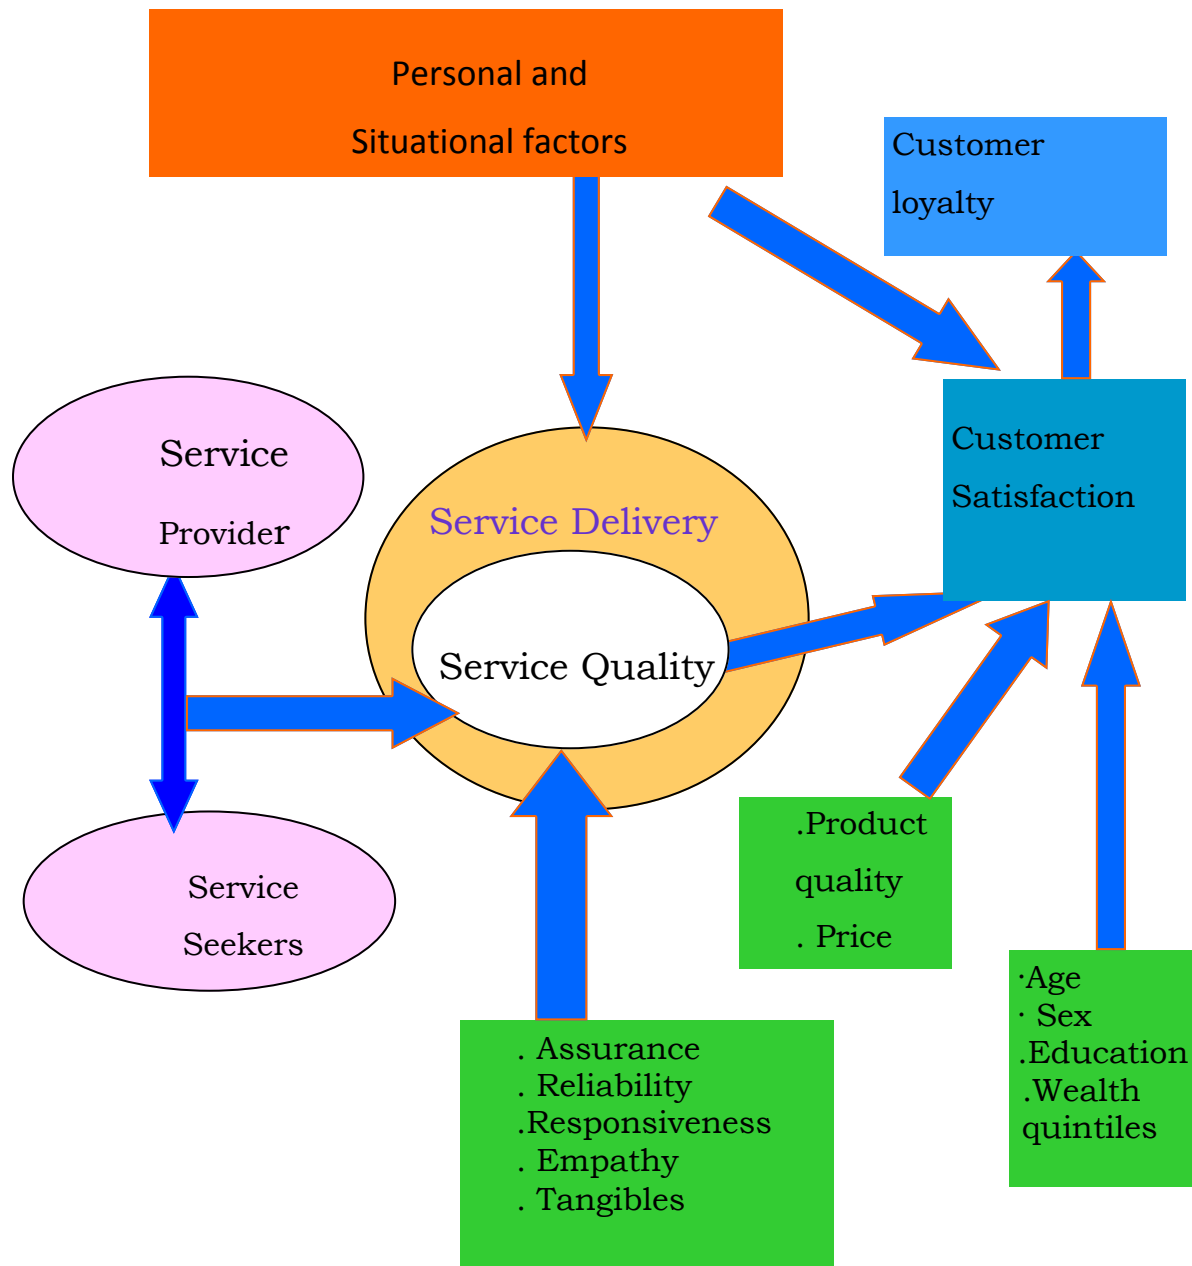 Personal and
Situational factors
Customer
loyalty
Service
Provider
Customer
Satisfaction
Service Delivery
Service Quality
Service
Seekers
.Product
quality
. Price
·Age
· Sex
.Education
.Wealth
quintiles
. Assurance
. Reliability
.Responsiveness
. Empathy
. Tangibles